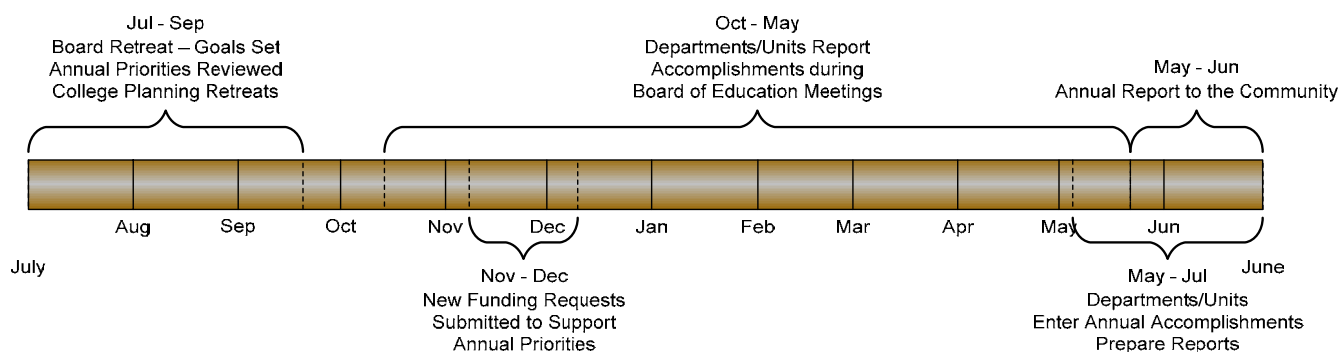 Jul - Sep
Board Retreat – Goals Set
Annual Priorities Reviewed
College Planning Retreats
Oct - May
Departments/Units Report
Accomplishments during
Board of Education Meetings
May - Jun
Annual Report to the Community
Aug
Sep
Oct
Nov
Dec
Jan
Feb
Mar
Apr
May
Jun
July
June
Nov - Dec
New Funding Requests
Submitted to Support
Annual Priorities
May - Jul
Departments/Units
Enter Annual Accomplishments
Prepare Reports